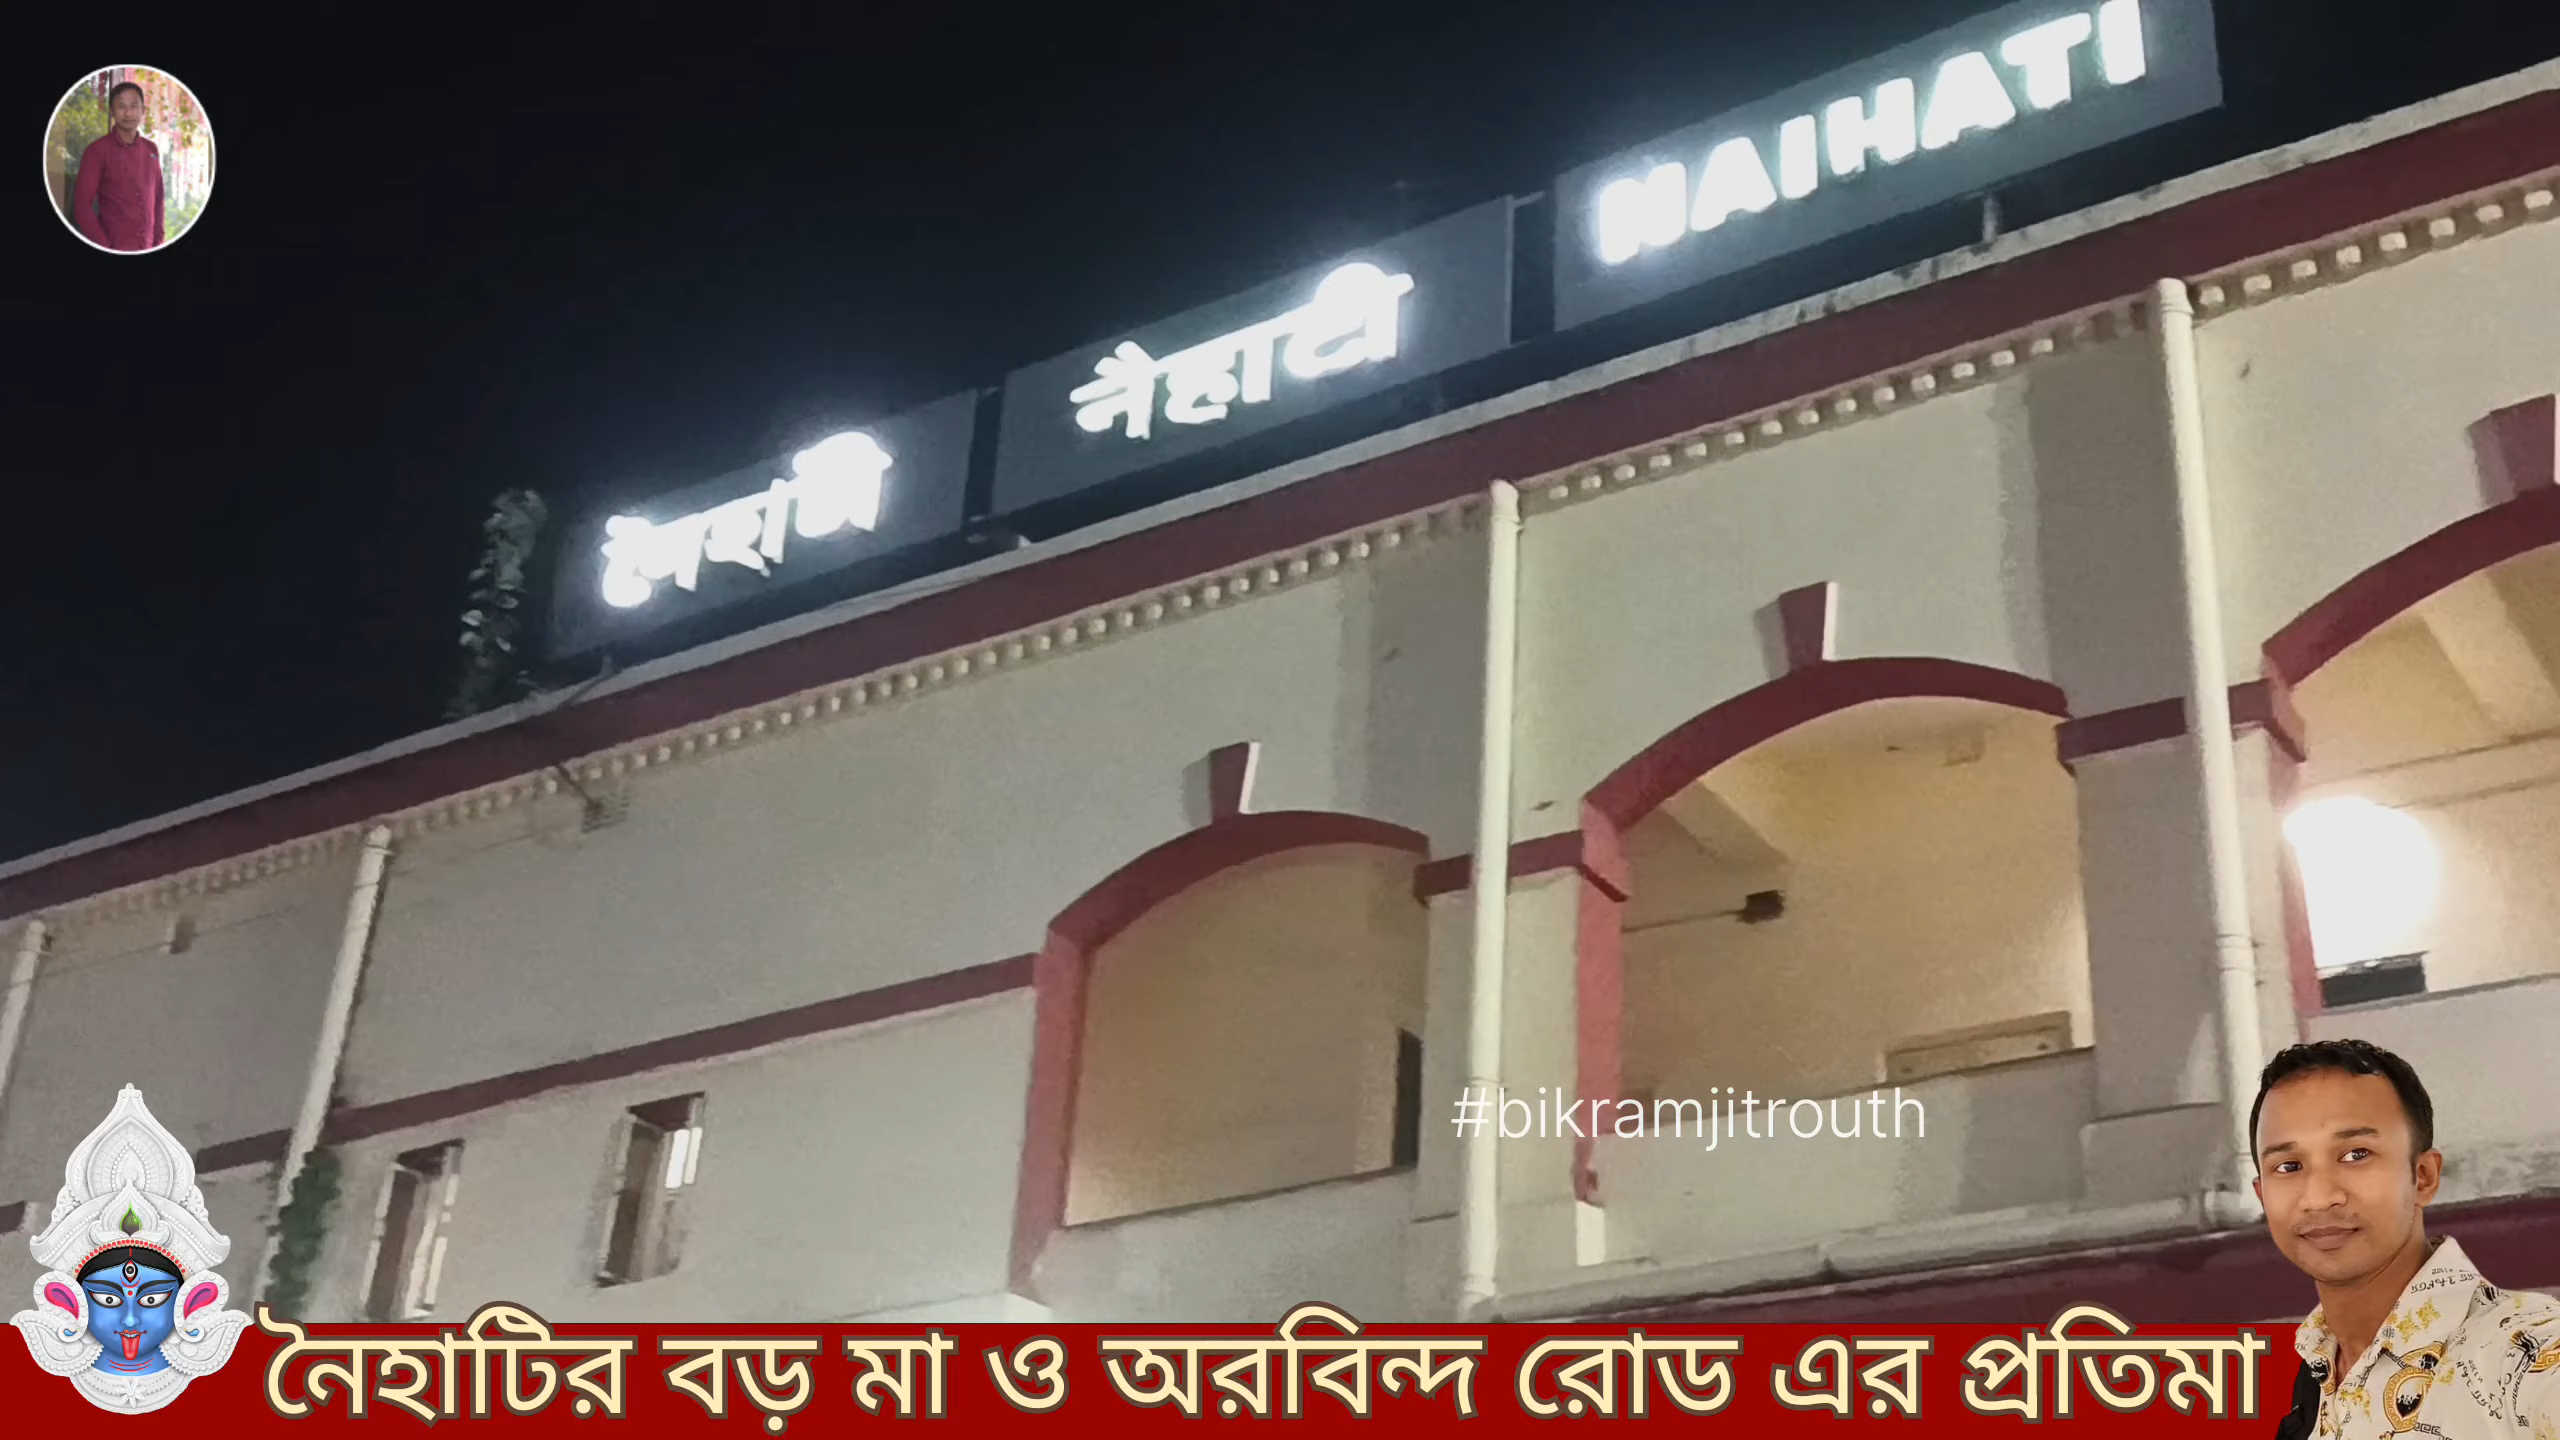 নৈহাটি
नैहाटी
NAIHATI
#bikramjitrouth
নৈহাটির বড় মা ও অরবিন্দ রোড এর প্রতিমা